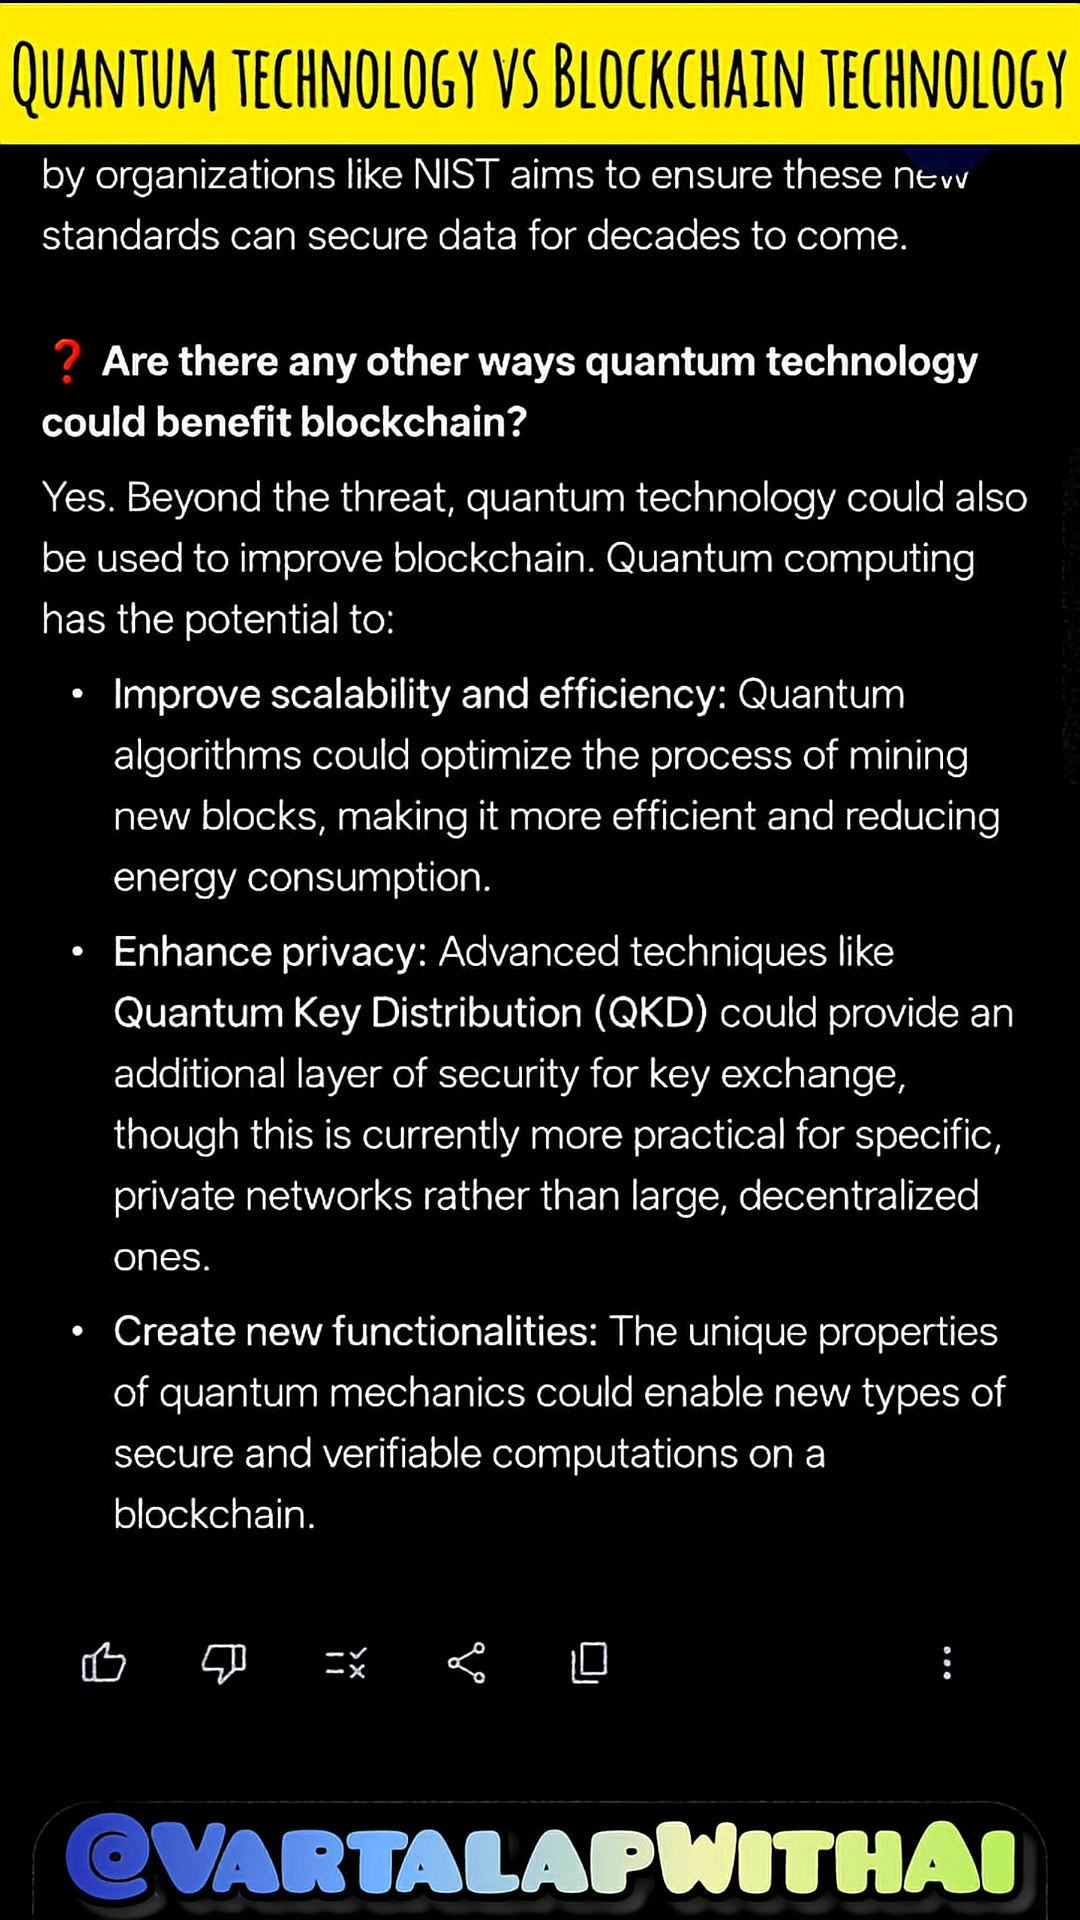 QUANTUM TECHNOLOGY VS BLOCKCHAIN TECHNOLOGY
by organizations like NIST aims to ensure these new
standards can secure data for decades to come.
❓ Are there any other ways quantum technology
could benefit blockchain?
Yes. Beyond the threat, quantum technology could also
be used to improve blockchain. Quantum computing
has the potential to:
• Improve scalability and efficiency: Quantum
algorithms could optimize the process of mining
new blocks, making it more efficient and reducing
energy consumption.
• Enhance privacy: Advanced techniques like
Quantum Key Distribution (QKD) could provide an
additional layer of security for key exchange,
though this is currently more practical for specific,
private networks rather than large, decentralized
ones.
• Create new functionalities: The unique properties
of quantum mechanics could enable new types of
secure and verifiable computations on a
blockchain.
@VARTALAPWITHAI